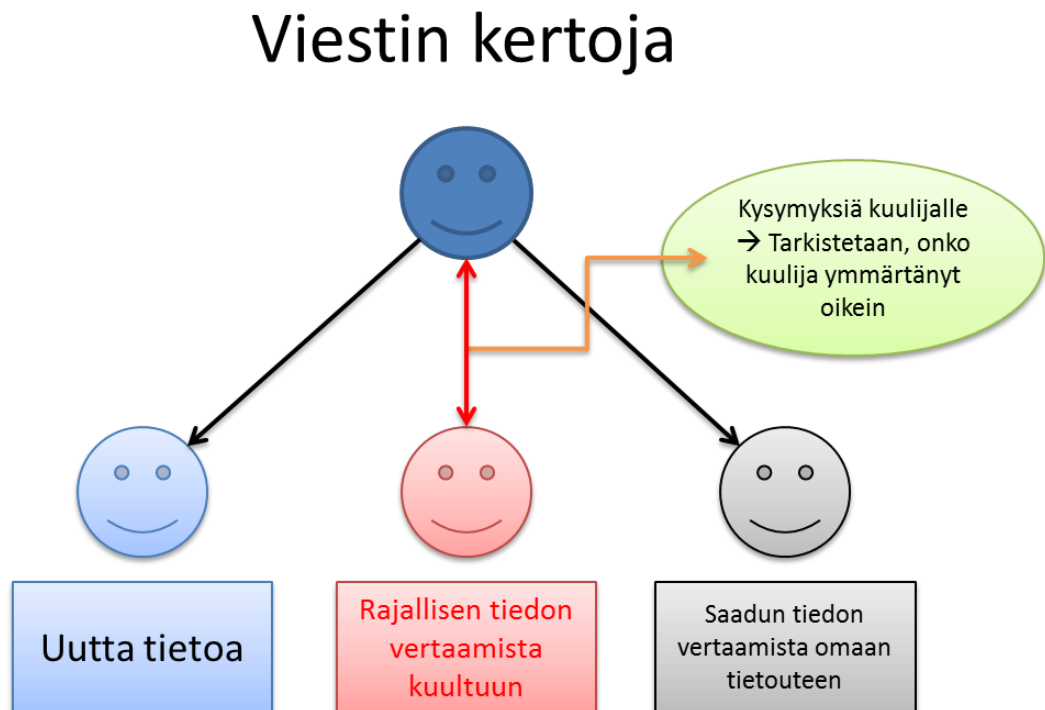 Viestin kertoja
Kysymyksiä kuulijalle
→ Tarkistetaan, onko
kuulija ymmärtänyt
oikein
Uutta tietoa
Rajallisen tiedon
vertaamista
kuultuun
Saadun tiedon
vertaamista omaan
tietouteen